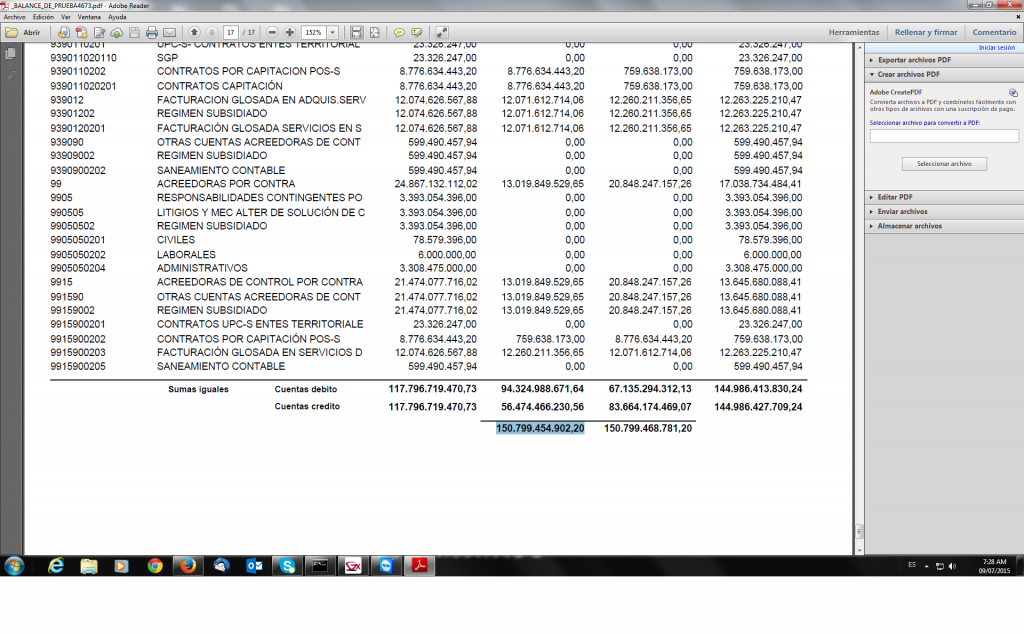 _BALANCE_DE_PRUEBA4673.pdf - Adobe Reader
Archivo Edición Ver Ventana Ayuda
Abrir 17 / 17 152% Herramientas Rellenar y firmar Comentario
Iniciar sesión
Exportar archivos PDF
Crear archivos PDF
Adobe CreatePDF
Convierta archivos a PDF y combínelos fácilmente con
otros tipos de archivos con una suscripción de pago.
Seleccionar archivo para convertir a PDF:
Seleccionar archivo
Editar PDF
Enviar archivos
Almacenar archivos
9390110201 UPC-S- CONTRATOS ENTES TERRITORIAL 23.326.247,00 0,00 0,00 23.326.247,00
939011020110 SGP 23.326.247,00 0,00 0,00 23.326.247,00
9390110202 CONTRATOS POR CAPITACION POS-S 8.776.634.443,20 8.776.634.443,20 759.638.173,00 759.638.173,00
939011020201 CONTRATOS CAPITACIÓN 8.776.634.443,20 8.776.634.443,20 759.638.173,00 759.638.173,00
939012 FACTURACION GLOSADA EN ADQUIS.SERV 12.074.626.567,88 12.071.612.714,06 12.260.211.356,65 12.263.225.210,47
93901202 REGIMEN SUBSIDIADO 12.074.626.567,88 12.071.612.714,06 12.260.211.356,65 12.263.225.210,47
9390120201 FACTURACIÓN GLOSADA SERVICIOS EN S 12.074.626.567,88 12.071.612.714,06 12.260.211.356,65 12.263.225.210,47
939090 OTRAS CUENTAS ACREEDORAS DE CONT 599.490.457,94 0,00 0,00 599.490.457,94
93909002 REGIMEN SUBSIDIADO 599.490.457,94 0,00 0,00 599.490.457,94
9390900202 SANEAMIENTO CONTABLE 599.490.457,94 0,00 0,00 599.490.457,94
99 ACREEDORAS POR CONTRA 24.867.132.112,02 13.019.849.529,65 20.848.247.157,26 17.038.734.484,41
9905 RESPONSABILIDADES CONTINGENTES PO 3.393.054.396,00 0,00 0,00 3.393.054.396,00
990505 LITIGIOS Y MEC ALTER DE SOLUCIÓN DE C 3.393.054.396,00 0,00 0,00 3.393.054.396,00
99050502 REGIMEN SUBSIDIADO 3.393.054.396,00 0,00 0,00 3.393.054.396,00
9905050201 CIVILES 78.579.396,00 0,00 0,00 78.579.396,00
9905050202 LABORALES 6.000.000,00 0,00 0,00 6.000.000,00
9905050204 ADMINISTRATIVOS 3.308.475.000,00 0,00 0,00 3.308.475.000,00
9915 ACREEDORAS DE CONTROL POR CONTRA 21.474.077.716,02 13.019.849.529,65 20.848.247.157,26 13.645.680.088,41
991590 OTRAS CUENTAS ACREEDORAS DE CONT 21.474.077.716,02 13.019.849.529,65 20.848.247.157,26 13.645.680.088,41
99159002 REGIMEN SUBSIDIADO 21.474.077.716,02 13.019.849.529,65 20.848.247.157,26 13.645.680.088,41
9915900201 CONTRATOS UPC-S ENTES TERRITORIALE 23.326.247,00 0,00 0,00 23.326.247,00
9915900202 CONTRATOS POR CAPITACIÓN POS-S 8.776.634.443,20 759.638.173,00 8.776.634.443,20 759.638.173,00
9915900203 FACTURACIÓN GLOSADA EN SERVICIOS D 12.074.626.567,88 12.260.211.356,65 12.071.612.714,06 12.263.225.210,47
9915900205 SANEAMIENTO CONTABLE 599.490.457,94 0,00 0,00 599.490.457,94
Sumas iguales Cuentas debito 117.796.719.470,73 94.324.988.671,64 67.135.294.312,13 144.986.413.830,24
Cuentas credito 117.796.719.470,73 56.474.466.230,56 83.664.174.469,07 144.986.427.709,24
150.799.454.902,20 150.799.468.781,20
ES 7:28 AM
09/07/2015